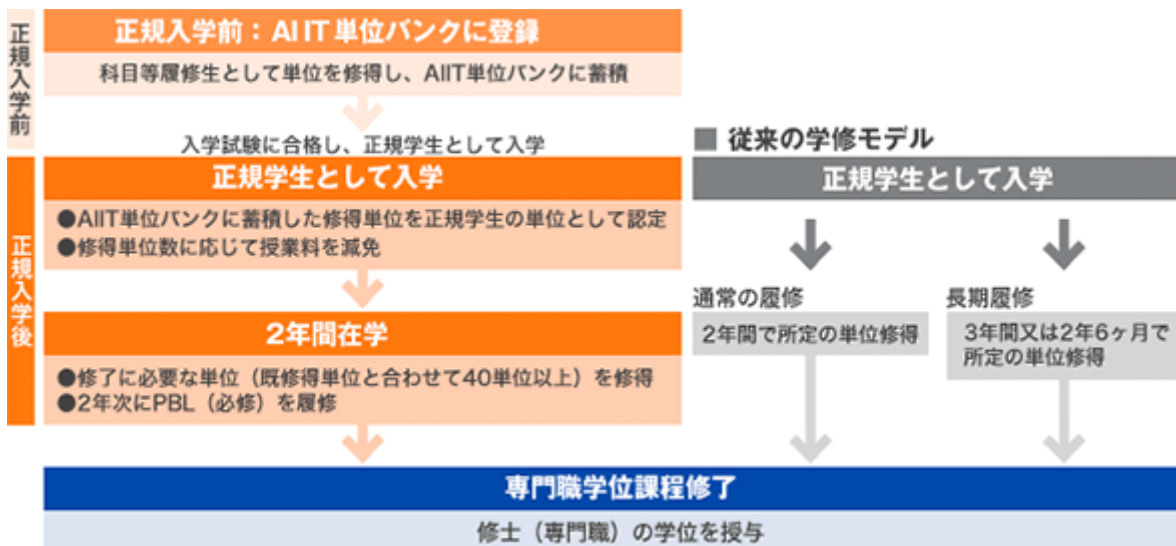 正規入学前
正規入学前：AIIT単位バンクに登録
科目等履修生として単位を修得し、AIIT単位バンクに蓄積
入学試験に合格し、正規学生として入学
正規入学後
正規学生として入学
●AIIT単位バンクに蓄積した修得単位を正規学生の単位として認定
●修得単位数に応じて授業料を減免
2年間在学
●修了に必要な単位（既修得単位と合わせて40単位以上）を修得
●2年次にPBL（必修）を履修
■ 従来の学修モデル
正規学生として入学
通常の履修
2年間で所定の単位修得
長期履修
3年間又は2年6ヶ月で
所定の単位修得
専門職学位課程修了
修士（専門職）の学位を授与